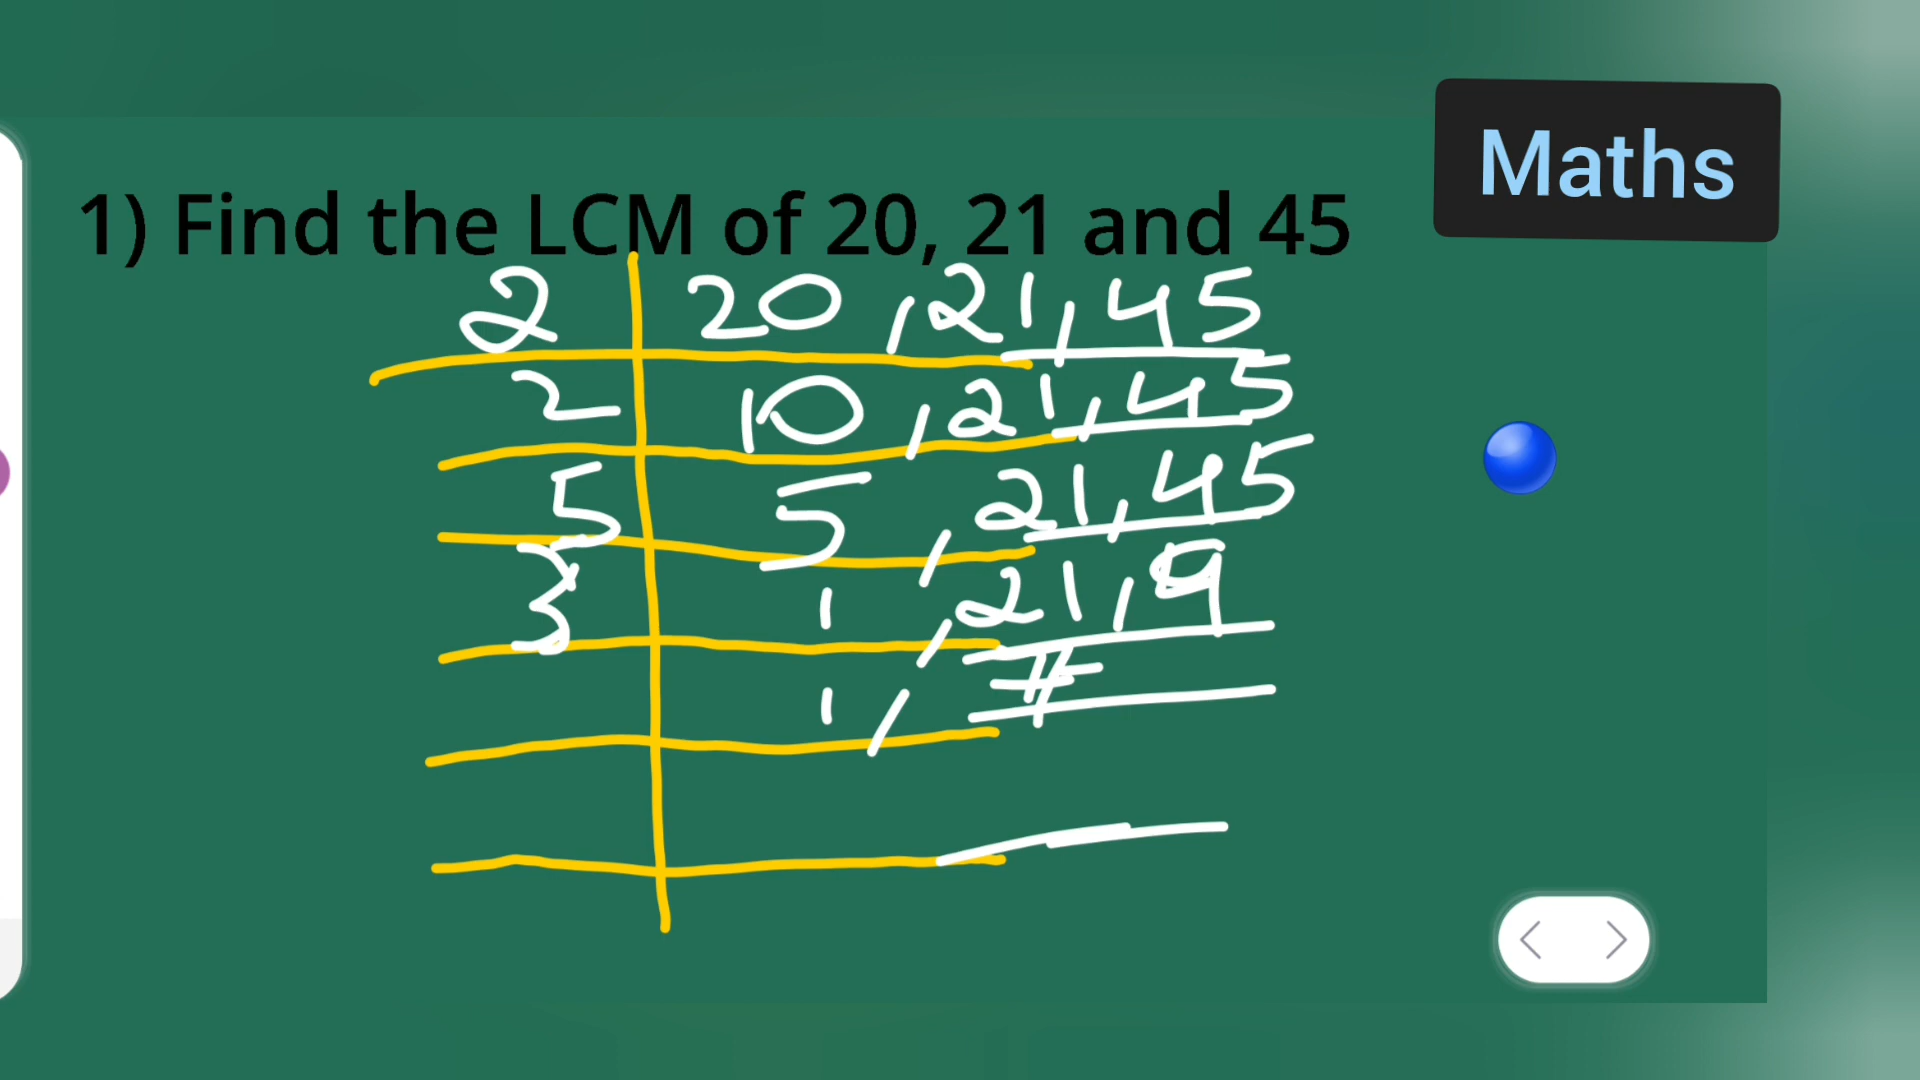 Maths
1) Find the LCM of 20, 21 and 45
2 20 , 21 , 45
2 10 , 21 , 45
5 5 , 21 , 45
3 1 , 21 , 9
1 , 7